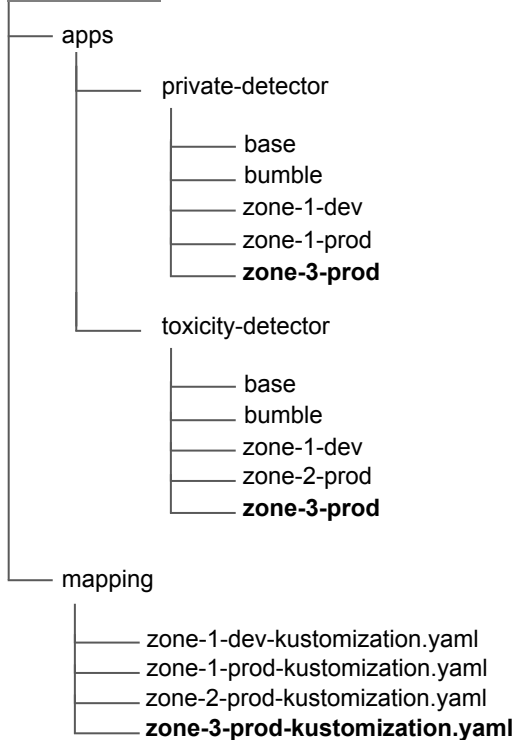 apps
private-detector
base
bumble
zone-1-dev
zone-1-prod
zone-3-prod
toxicity-detector
base
bumble
zone-1-dev
zone-2-prod
zone-3-prod
mapping
zone-1-dev-kustomization.yaml
zone-1-prod-kustomization.yaml
zone-2-prod-kustomization.yaml
zone-3-prod-kustomization.yaml